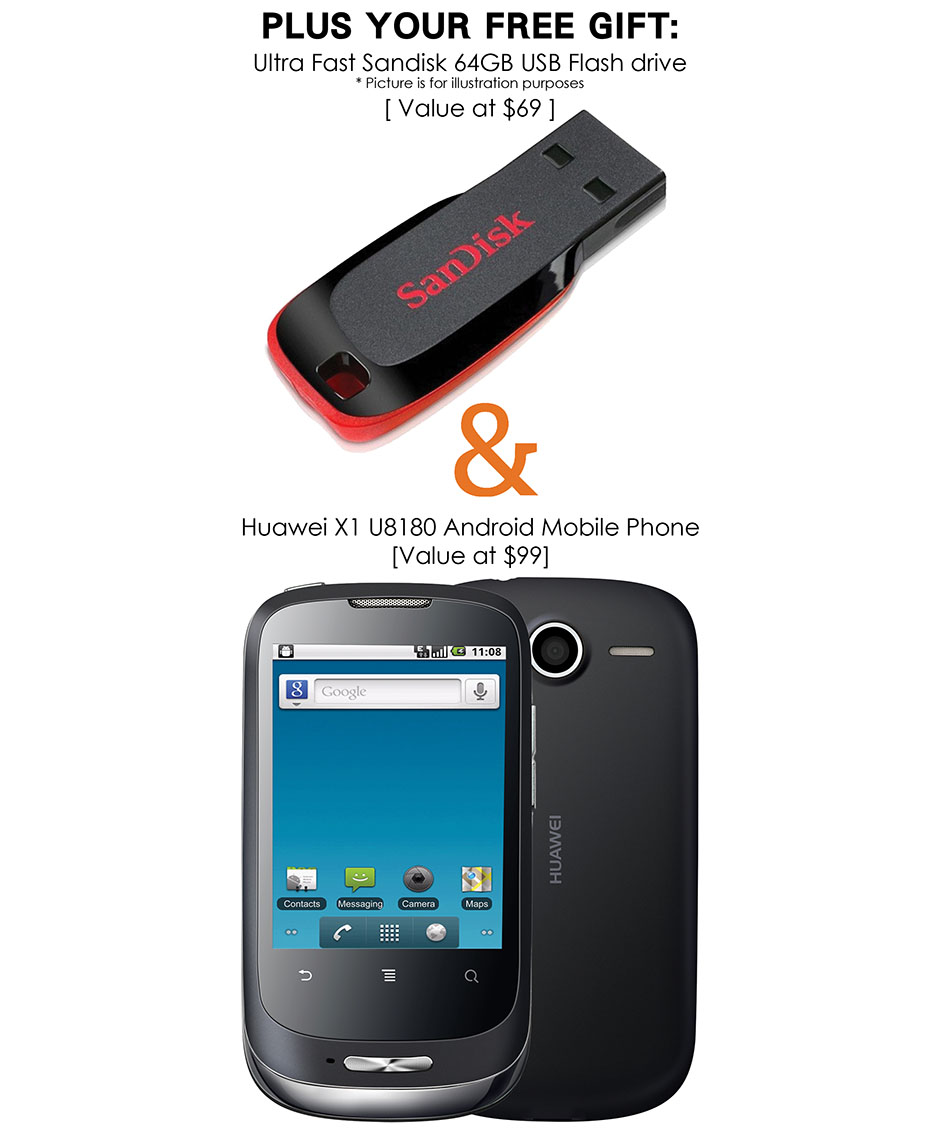 PLUS YOUR FREE GIFT:
Ultra Fast Sandisk 64GB USB Flash drive
* Picture is for illustration purposes
[ Value at $69 ]
SanDisk
&
Huawei X1 U8180 Android Mobile Phone
[Value at $99]
11:08
8 Google
HUAWEI
Contacts Messaging Camera Maps